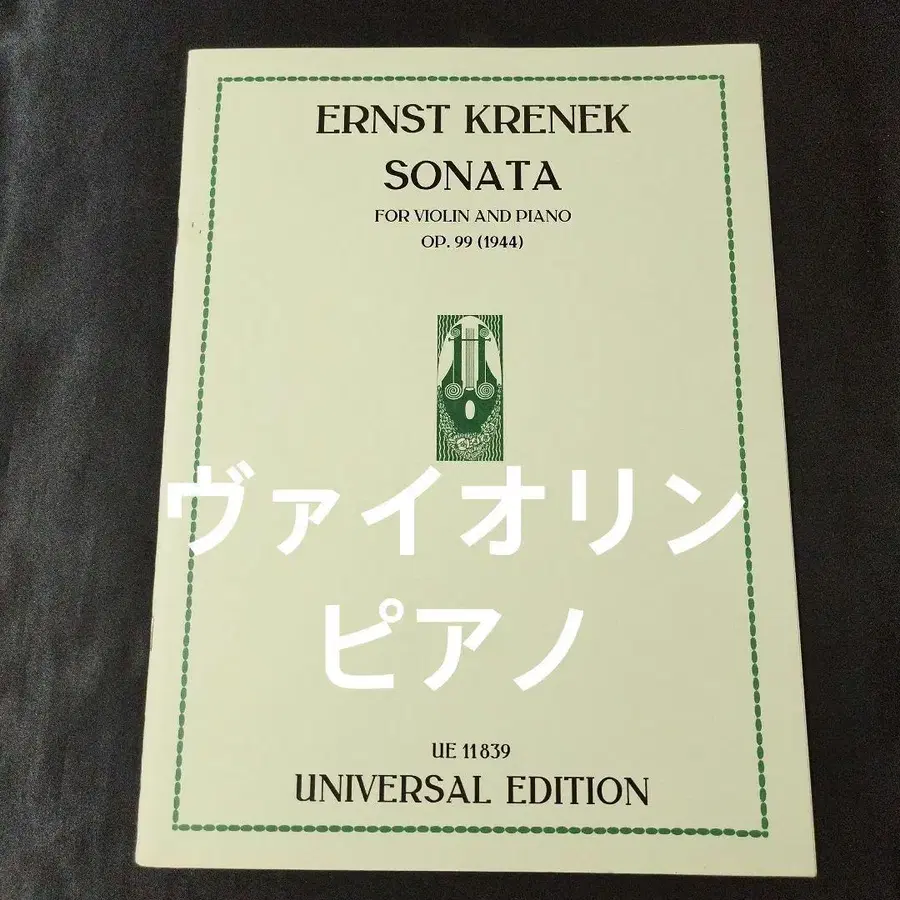 ERNST KRENEK
SONATA
FOR VIOLIN AND PIANO
OP. 99 (1944)
ヴァイオリン
ピアノ
UE 11839
UNIVERSAL EDITION